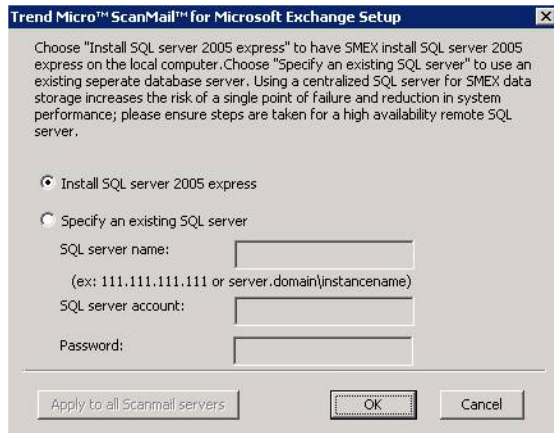 Trend Micro™ ScanMail™ for Microsoft Exchange Setup
Choose "Install SQL server 2005 express" to have SMEX install SQL server 2005
express on the local computer.Choose "Specify an existing SQL server" to use an
existing seperate database server. Using a centralized SQL server for SMEX data
storage increases the risk of a single point of failure and reduction in system
performance; please ensure steps are taken for a high availability remote SQL
server.
Install SQL server 2005 express
Specify an existing SQL server
SQL server name:
(ex: 111.111.111.111 or server.domain\instancename)
SQL server account:
Password:
Apply to all Scanmail servers
OK
Cancel